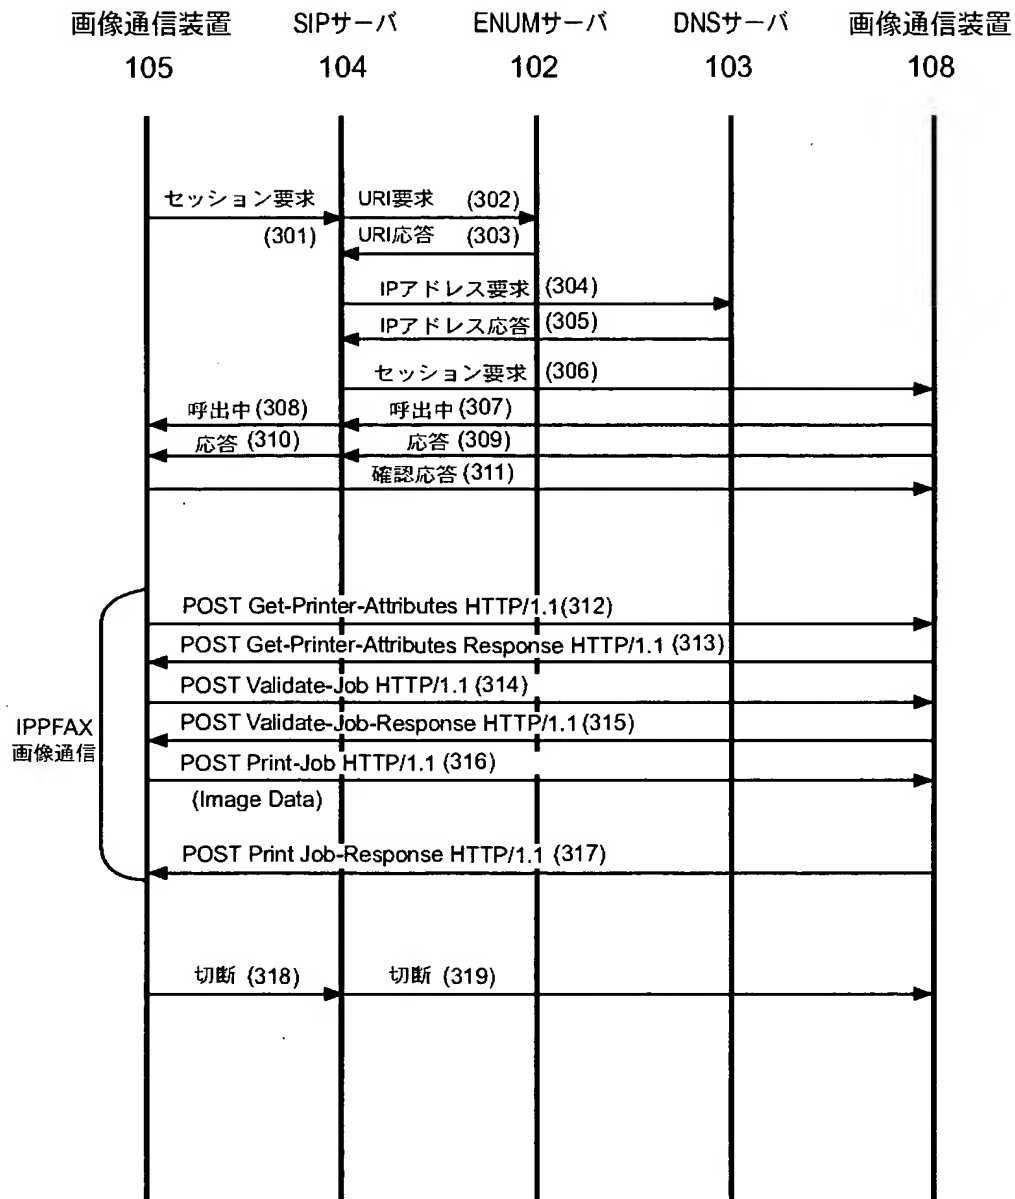 画像通信装置 SIPサーバ ENUMサーバ DNSサーバ 画像通信装置
105 104 102 103 108
セッション要求 URI要求 (302)
(301) URI応答 (303)
IPアドレス要求 (304)
IPアドレス応答 (305)
セッション要求 (306)
呼出中 (308) 呼出中 (307)
応答 (310) 応答 (309)
確認応答 (311)
POST Get-Printer-Attributes HTTP/1.1(312)
POST Get-Printer-Attributes Response HTTP/1.1 (313)
POST Validate-Job HTTP/1.1 (314)
POST Validate-Job-Response HTTP/1.1 (315)
IPPFAX
画像通信
POST Print-Job HTTP/1.1 (316)
(Image Data)
POST Print Job-Response HTTP/1.1 (317)
切断 (318) 切断 (319)